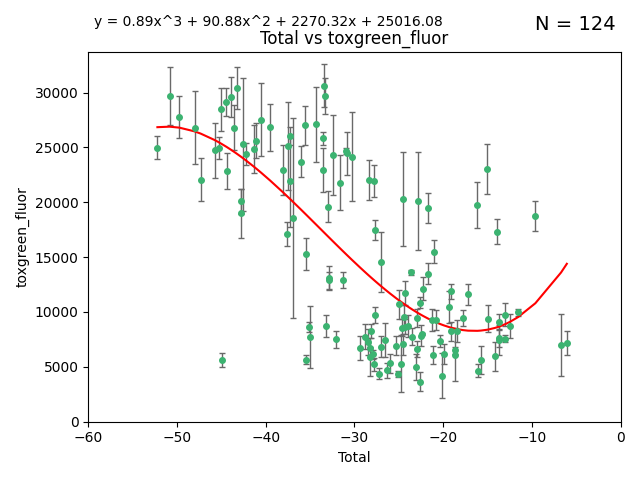 y = 0.89x^3 + 90.88x^2 + 2270.32x + 25016.08
N = 124
Total vs toxgreen_fluor
toxgreen_fluor
30000
25000
20000
15000
10000
5000
0
−60
−50
−40
−30
−20
−10
0
Total